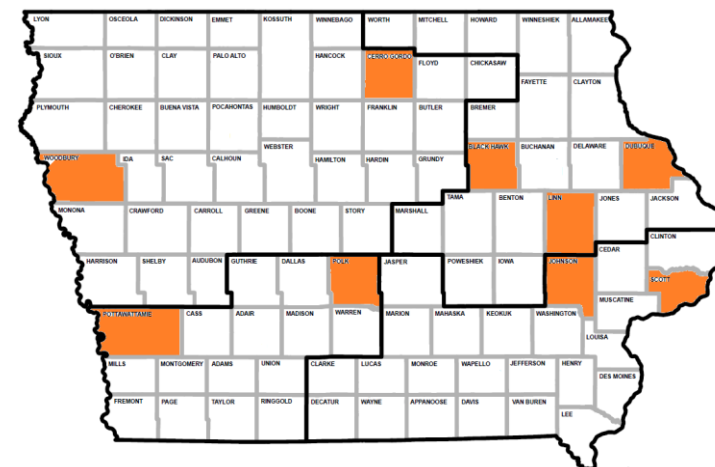 LYON OSCEOLA DICKINSON EMMET KOSSUTH WINNEBAGO WORTH MITCHELL HOWARD WINNESHIEK ALLAMAKEE
SIOUX O'BRIEN CLAY PALO ALTO HANCOCK CERRO GORDO
FLOYD CHICKASAW
FAYETTE CLAYTON
PLYMOUTH CHEROKEE BUENA VISTA POCAHONTAS HUMBOLDT WRIGHT FRANKLIN BUTLER BREMER
WEBSTER
WOODBURY IDA SAC CALHOUN HAMILTON HARDIN GRUNDY BLACK HAWK BUCHANAN DELAWARE DUBUQUE
MONONA CRAWFORD CARROLL GREENE BOONE STORY MARSHALL TAMA BENTON LINN JONES JACKSON
CLINTON
CEDAR
HARRISON SHELBY AUDUBON GUTHRIE DALLAS POLK JASPER POWESHIEK IOWA JOHNSON
SCOTT
MUSCATINE
POTTAWATTAMIE CASS ADAIR MADISON WARREN MARION MAHASKA KEOKUK WASHINGTON
LOUISA
MILLS MONTGOMERY ADAMS UNION CLARKE LUCAS MONROE WAPELLO JEFFERSON HENRY
DES MOINES
FREMONT PAGE TAYLOR RINGGOLD DECATUR WAYNE APPANOOSE DAVIS VAN BUREN
LEE